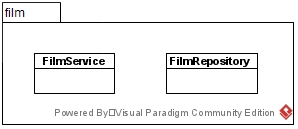 film
FilmService
FilmRepository
Powered By Visual Paradigm Community Edition